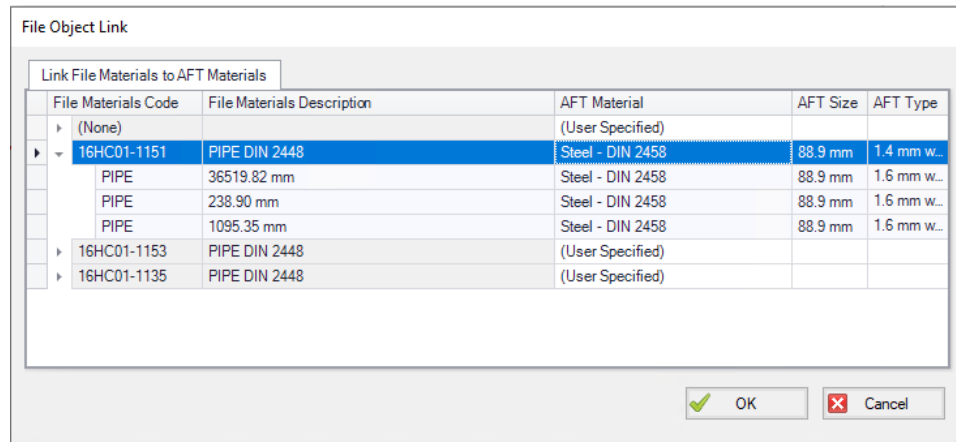 File Object Link
Link File Materials to AFT Materials
File Materials Code File Materials Description AFT Material AFT Size AFT Type
(None) (User Specified)
16HC01-1151 PIPE DIN 2448 Steel - DIN 2458 88.9 mm 1.4 mm w...
PIPE 36519.82 mm Steel - DIN 2458 88.9 mm 1.6 mm w...
PIPE 238.90 mm Steel - DIN 2458 88.9 mm 1.6 mm w...
PIPE 1095.35 mm Steel - DIN 2458 88.9 mm 1.6 mm w...
16HC01-1153 PIPE DIN 2448 (User Specified)
16HC01-1135 PIPE DIN 2448 (User Specified)
OK Cancel